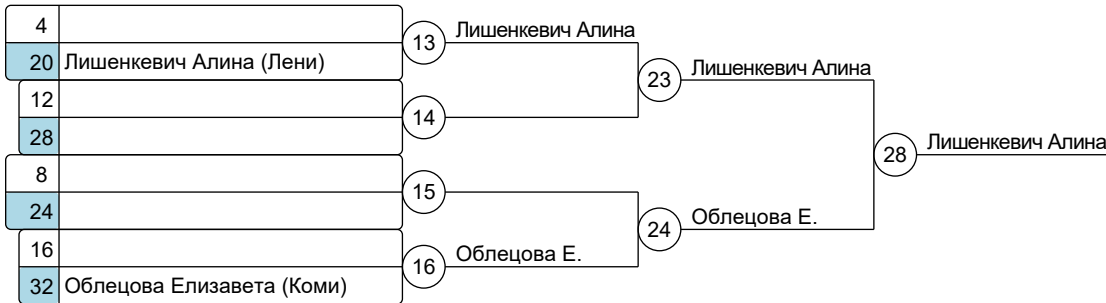 4
13
Лишенкевич Алина
20 Лишенкевич Алина (Лени)
23
Лишенкевич Алина
12
14
28
28
Лишенкевич Алина
8
15
24
24
Облецова Е.
16
16
Облецова Е.
32 Облецова Елизавета (Коми)